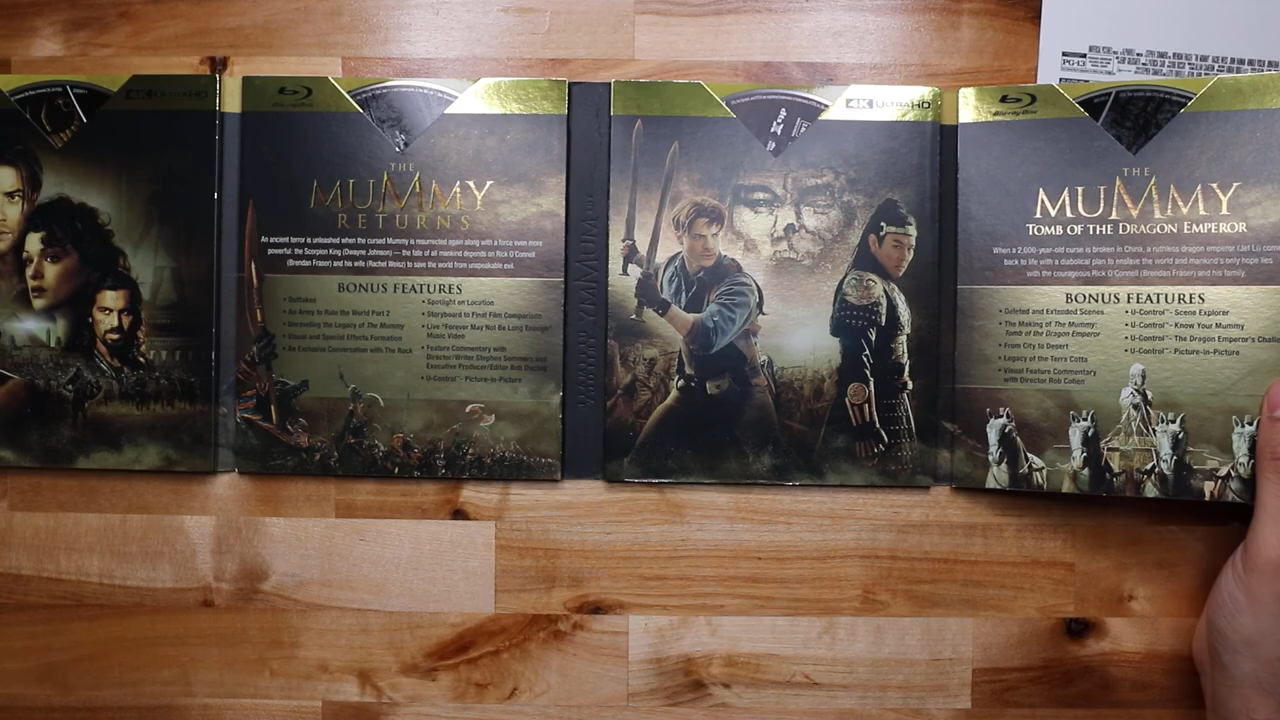 PG-13
4K ULTRA HD
Blu-ray Disc
THE
MUMMY
RETURNS
An ancient terror is unleashed when the cursed Mummy is resurrected again along with a force even more
powerful: the Scorpion King (Dwayne Johnson) — the fate of all mankind depends on Rick O'Connell
(Brendan Fraser) and his wife (Rachel Weisz) to save the world from unspeakable evil.
BONUS FEATURES
• Outtakes
• An Army to Rule the World Part 2
• Unraveling the Legacy of The Mummy
• Visual and Special Effects Formation
• An Exclusive Conversation with The Rock
• Spotlight on Location
• Storyboard to Final Film Comparison
• Live "Forever May Not Be Long Enough"
Music Video
• Feature Commentary with
Director/Writer Stephen Sommers and
Executive Producer/Editor Bob Ducsay
• U-Control™ - Picture-in-Picture
THE
MUMMY
4K ULTRA HD
dts X
Blu-ray Disc
THE
MUMMY
TOMB OF THE DRAGON EMPEROR
When a 2,000-year-old curse is broken in China, a ruthless dragon emperor (Jet Li) com
back to life with a diabolical plan to enslave the world and mankind's only hope lies
with the courageous Rick O'Connell (Brendan Fraser) and his family.
BONUS FEATURES
• Deleted and Extended Scenes
• The Making of The Mummy:
Tomb of the Dragon Emperor
• From City to Desert
• Legacy of the Terra Cotta
• Visual Feature Commentary
with Director Rob Cohen
• U-Control™ - Scene Explorer
• U-Control™ - Know Your Mummy
• U-Control™ - The Dragon Emperor's Challe
• U-Control™ - Picture-in-Picture